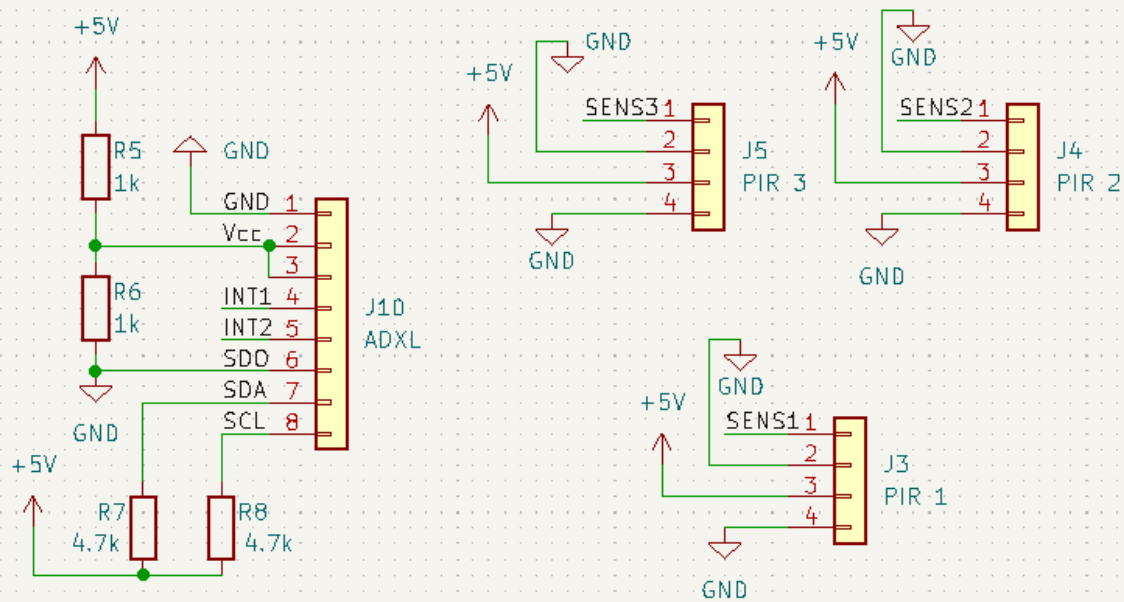 +5V
R5
1k
GND
GND 1
Vcc 2
3
R6
1k
INT1 4
INT2 5
SDO 6
SDA 7
SCL 8
J10
ADXL
GND
+5V
R7
4.7k
R8
4.7k
GND
+5V
SENS3 1
2
3
4
J5
PIR 3
GND
GND
+5V
SENS2 1
2
3
4
J4
PIR 2
GND
GND
+5V
SENS1 1
2
3
4
J3
PIR 1
GND